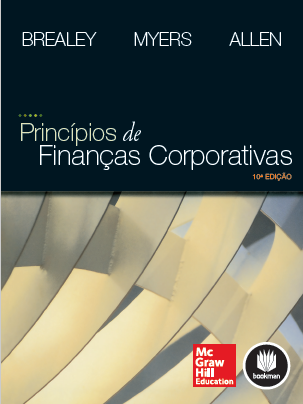 BREALEY MYERS ALLEN
Princípios de
Finanças Corporativas
10ª EDIÇÃO
Mc
Graw
Hill
Education
bookman